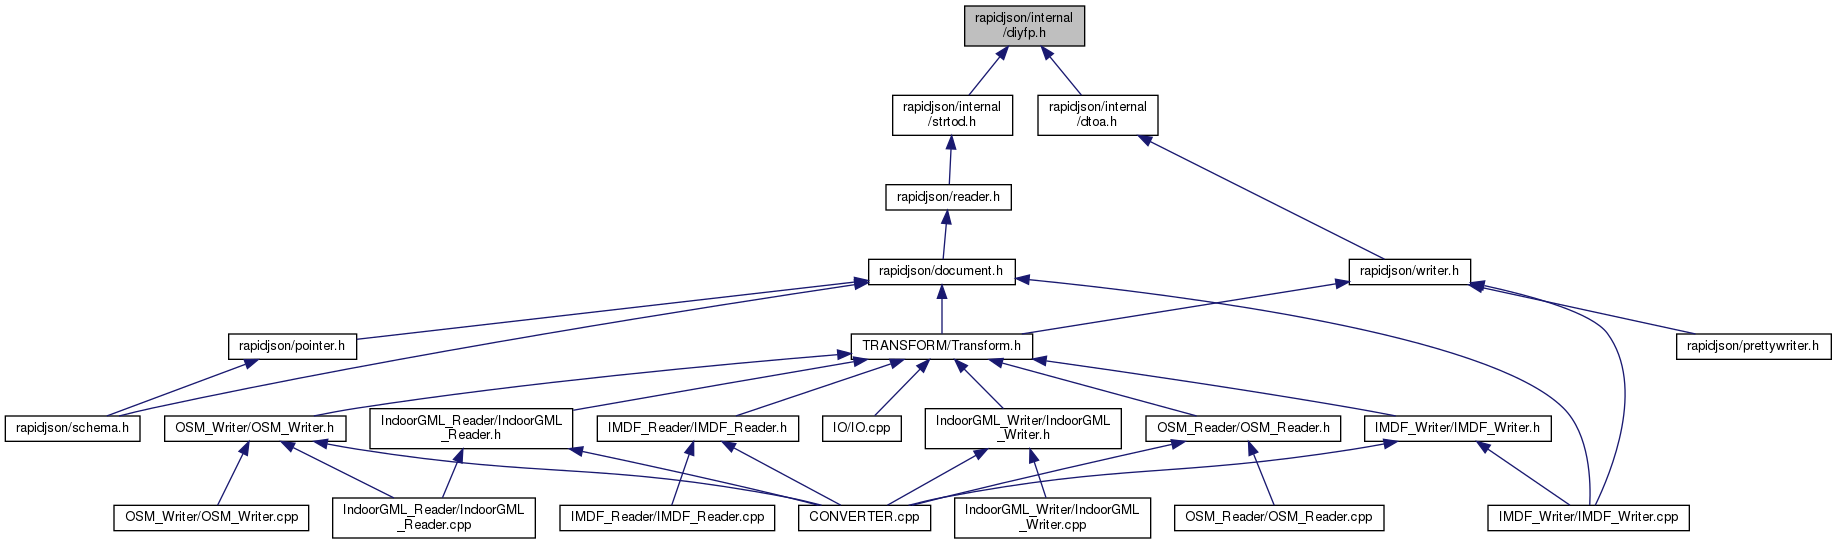 rapidjson/internal
/diyfp.h
rapidjson/internal
/strtod.h
rapidjson/internal
/dtoa.h
rapidjson/reader.h
rapidjson/document.h
rapidjson/writer.h
rapidjson/pointer.h
TRANSFORM/Transform.h
rapidjson/prettywriter.h
rapidjson/schema.h
OSM_Writer/OSM_Writer.h
IndoorGML_Reader/IndoorGML
_Reader.h
IMDF_Reader/IMDF_Reader.h
IO/IO.cpp
IndoorGML_Writer/IndoorGML
_Writer.h
OSM_Reader/OSM_Reader.h
IMDF_Writer/IMDF_Writer.h
OSM_Writer/OSM_Writer.cpp
IndoorGML_Reader/IndoorGML
_Reader.cpp
IMDF_Reader/IMDF_Reader.cpp
CONVERTER.cpp
IndoorGML_Writer/IndoorGML
_Writer.cpp
OSM_Reader/OSM_Reader.cpp
IMDF_Writer/IMDF_Writer.cpp